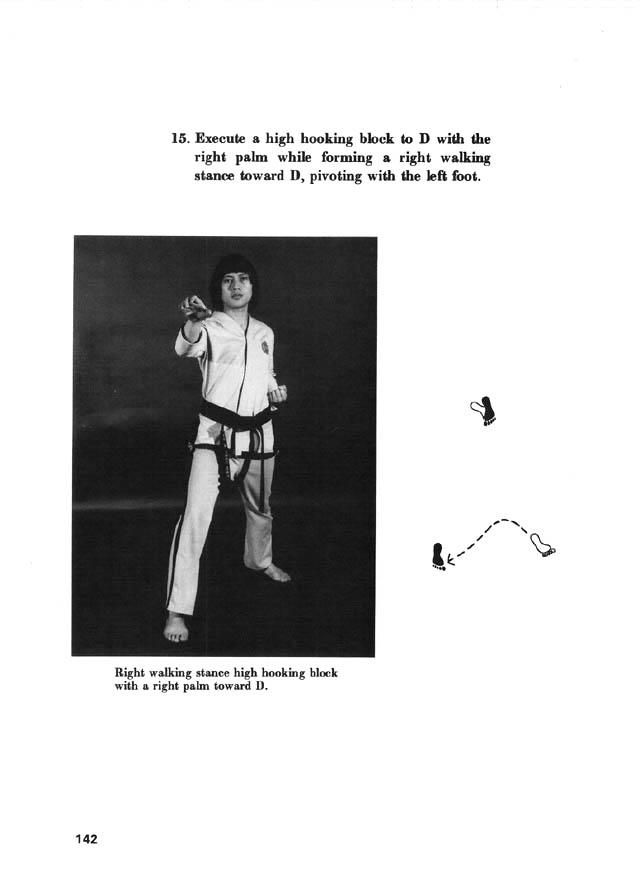 15. Execute a high hooking block to D with the
right palm while forming a right walking
stance toward D, pivoting with the left foot.
Right walking stance high hooking block
with a right palm toward D.
142